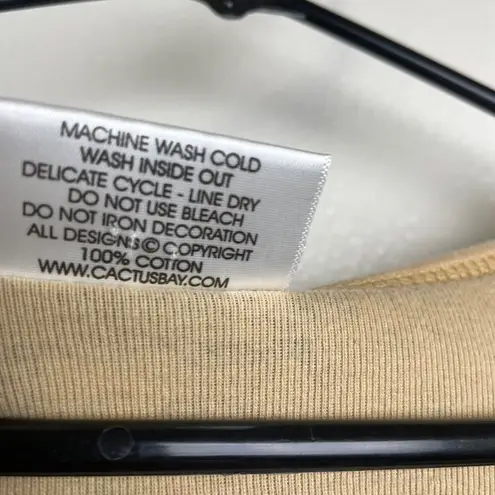 MACHINE WASH COLD
WASH INSIDE OUT
DELICATE CYCLE - LINE DRY
DO NOT USE BLEACH
DO NOT IRON DECORATION
ALL DESIGNS © COPYRIGHT
100% COTTON
WWW.CACTUSBAY.COM